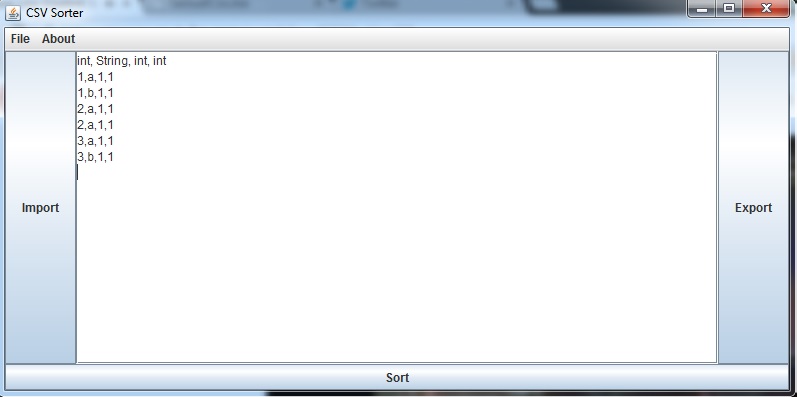 CSV Sorter
File About
int, String, int, int
1,a,1,1
1,b,1,1
2,a,1,1
2,a,1,1
3,a,1,1
3,b,1,1
Import
Export
Sort